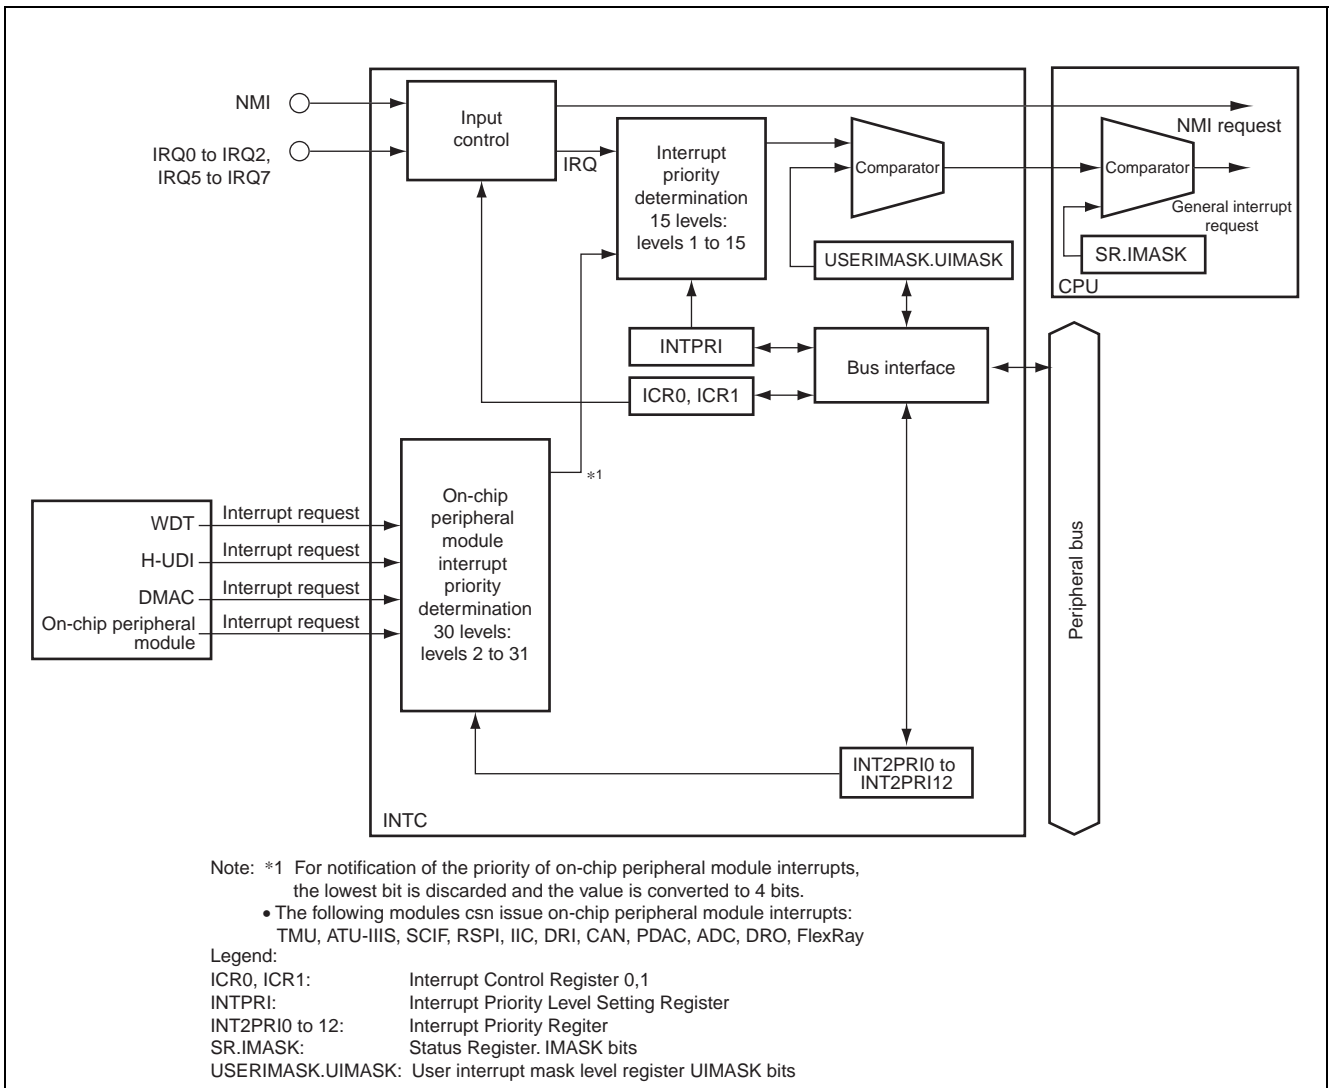 NMI
IRQ0 to IRQ2,
IRQ5 to IRQ7
Input
control
IRQ
Interrupt
priority
determination
15 levels:
levels 1 to 15
Comparator
USERIMASK.UIMASK
NMI request
Comparator
General interrupt
request
SR.IMASK
CPU
INTPRI
ICR0, ICR1
Bus interface
Peripheral bus
*1
On-chip
peripheral
module
interrupt
priority
determination
30 levels:
levels 2 to 31
WDT
H-UDI
DMAC
On-chip peripheral
module
Interrupt request
Interrupt request
Interrupt request
Interrupt request
INT2PRI0 to
INT2PRI12
INTC
Note: *1 For notification of the priority of on-chip peripheral module interrupts,
the lowest bit is discarded and the value is converted to 4 bits.
• The following modules csn issue on-chip peripheral module interrupts:
TMU, ATU-IIIS, SCIF, RSPI, IIC, DRI, CAN, PDAC, ADC, DRO, FlexRay
Legend:
ICR0, ICR1: Interrupt Control Register 0,1
INTPRI: Interrupt Priority Level Setting Register
INT2PRI0 to 12: Interrupt Priority Regiter
SR.IMASK: Status Register. IMASK bits
USERIMASK.UIMASK: User interrupt mask level register UIMASK bits